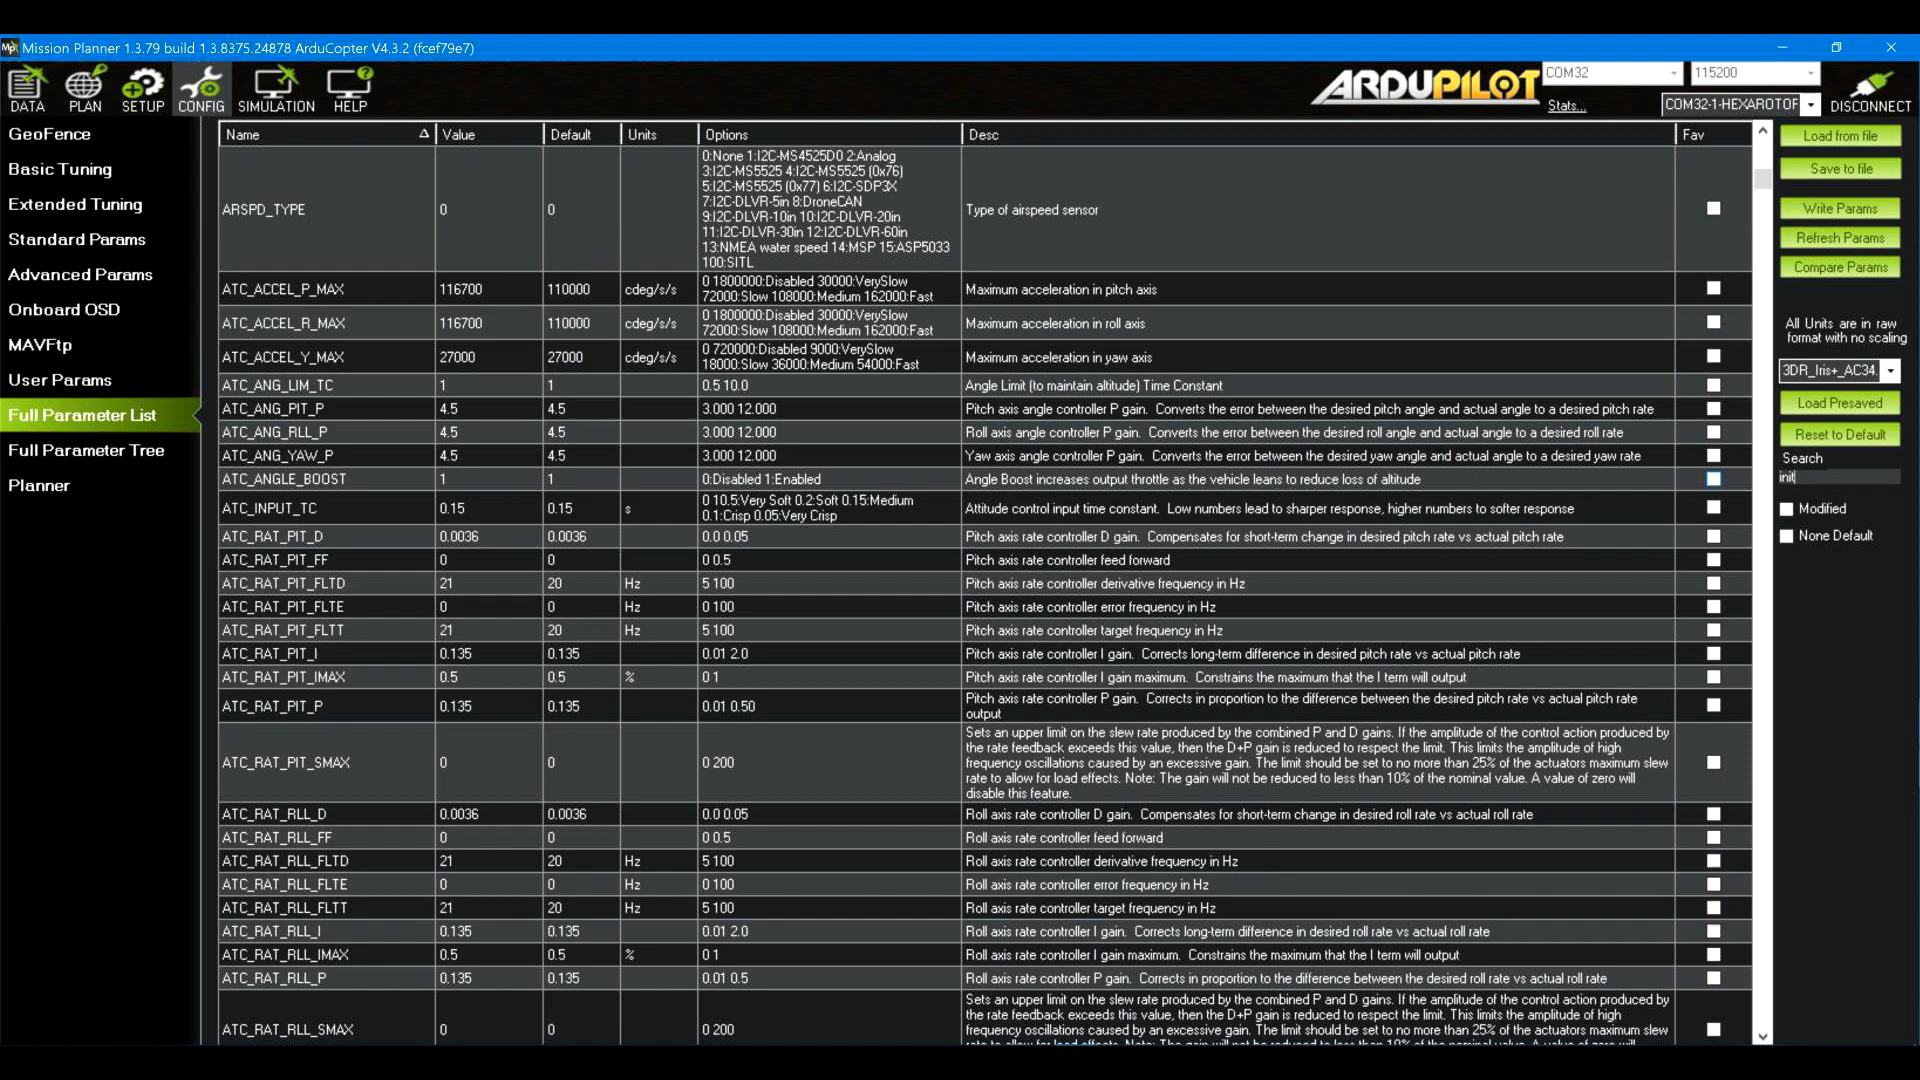 Mp Mission Planner 1.3.79 build 1.3.8375.24878 ArduCopter V4.3.2 (fcef79e7)
DATA PLAN SETUP CONFIG SIMULATION HELP
ARDUPILOT
COM32 115200
Stats... COM32-1-HEXAROTOF DISCONNECT
GeoFence
Basic Tuning
Extended Tuning
Standard Params
Advanced Params
Onboard OSD
MAVFtp
User Params
Full Parameter List
Full Parameter Tree
Planner
Name Value Default Units Options Desc Fav
ARSPD_TYPE 0 0
0:None 1:I2C-MS4525D0 2:Analog
3:I2C-MS5525 4:I2C-MS5525 (0x76)
5:I2C-MS5525 (0x77) 6:I2C-SDP3X
7:I2C-DLVR-5in 8:DroneCAN
9:I2C-DLVR-10in 10:I2C-DLVR-20in
11:I2C-DLVR-30in 12:I2C-DLVR-60in
13:NMEA water speed 14:MSP 15:ASP5033
100:SITL
Type of airspeed sensor
ATC_ACCEL_P_MAX 116700 110000 cdeg/s/s
0 1800000:Disabled 30000:VerySlow
72000:Slow 108000:Medium 162000:Fast
Maximum acceleration in pitch axis
ATC_ACCEL_R_MAX 116700 110000 cdeg/s/s
0 1800000:Disabled 30000:VerySlow
72000:Slow 108000:Medium 162000:Fast
Maximum acceleration in roll axis
ATC_ACCEL_Y_MAX 27000 27000 cdeg/s/s
0 720000:Disabled 9000:VerySlow
18000:Slow 36000:Medium 54000:Fast
Maximum acceleration in yaw axis
ATC_ANG_LIM_TC 1 1 0.5 10.0 Angle Limit (to maintain altitude) Time Constant
ATC_ANG_PIT_P 4.5 4.5 3.000 12.000 Pitch axis angle controller P gain. Converts the error between the desired pitch angle and actual angle to a desired pitch rate
ATC_ANG_RLL_P 4.5 4.5 3.000 12.000 Roll axis angle controller P gain. Converts the error between the desired roll angle and actual angle to a desired roll rate
ATC_ANG_YAW_P 4.5 4.5 3.000 12.000 Yaw axis angle controller P gain. Converts the error between the desired yaw angle and actual angle to a desired yaw rate
ATC_ANGLE_BOOST 1 1 0:Disabled 1:Enabled Angle Boost increases output throttle as the vehicle leans to reduce loss of altitude
ATC_INPUT_TC 0.15 0.15 s
0 10.5:Very Soft 0.2:Soft 0.15:Medium
0.1:Crisp 0.05:Very Crisp
Attitude control input time constant. Low numbers lead to sharper response, higher numbers to softer response
ATC_RAT_PIT_D 0.0036 0.0036 0.0 0.05 Pitch axis rate controller D gain. Compensates for short-term change in desired pitch rate vs actual pitch rate
ATC_RAT_PIT_FF 0 0 0 0.5 Pitch axis rate controller feed forward
ATC_RAT_PIT_FLTD 21 20 Hz 5 100 Pitch axis rate controller derivative frequency in Hz
ATC_RAT_PIT_FLTE 0 0 Hz 0 100 Pitch axis rate controller error frequency in Hz
ATC_RAT_PIT_FLTT 21 20 Hz 5 100 Pitch axis rate controller target frequency in Hz
ATC_RAT_PIT_I 0.135 0.135 0.01 2.0 Pitch axis rate controller I gain. Corrects long-term difference in desired pitch rate vs actual pitch rate
ATC_RAT_PIT_IMAX 0.5 0.5 % 0 1 Pitch axis rate controller I gain maximum. Constrains the maximum that the I term will output
ATC_RAT_PIT_P 0.135 0.135 0.01 0.50 Pitch axis rate controller P gain. Corrects in proportion to the difference between the desired pitch rate vs actual pitch rate
output
ATC_RAT_PIT_SMAX 0 0 0 200
Sets an upper limit on the slew rate produced by the combined P and D gains. If the amplitude of the control action produced by
the rate feedback exceeds this value, then the D+P gain is reduced to respect the limit. This limits the amplitude of high
frequency oscillations caused by an excessive gain. The limit should be set to no more than 25% of the actuators maximum slew
rate to allow for load effects. Note: The gain will not be reduced to less than 10% of the nominal value. A value of zero will
disable this feature.
ATC_RAT_RLL_D 0.0036 0.0036 0.0 0.05 Roll axis rate controller D gain. Compensates for short-term change in desired roll rate vs actual roll rate
ATC_RAT_RLL_FF 0 0 0 0.5 Roll axis rate controller feed forward
ATC_RAT_RLL_FLTD 21 20 Hz 5 100 Roll axis rate controller derivative frequency in Hz
ATC_RAT_RLL_FLTE 0 0 Hz 0 100 Roll axis rate controller error frequency in Hz
ATC_RAT_RLL_FLTT 21 20 Hz 5 100 Roll axis rate controller target frequency in Hz
ATC_RAT_RLL_I 0.135 0.135 0.01 2.0 Roll axis rate controller I gain. Corrects long-term difference in desired roll rate vs actual roll rate
ATC_RAT_RLL_IMAX 0.5 0.5 % 0 1 Roll axis rate controller I gain maximum. Constrains the maximum that the I term will output
ATC_RAT_RLL_P 0.135 0.135 0.01 0.5 Roll axis rate controller P gain. Corrects in proportion to the difference between the desired roll rate vs actual roll rate
ATC_RAT_RLL_SMAX 0 0 0 200
Sets an upper limit on the slew rate produced by the combined P and D gains. If the amplitude of the control action produced by
the rate feedback exceeds this value, then the D+P gain is reduced to respect the limit. This limits the amplitude of high
frequency oscillations caused by an excessive gain. The limit should be set to no more than 25% of the actuators maximum slew
Load from file
Save to file
Write Params
Refresh Params
Compare Params
All Units are in raw
format with no scaling
3DR_Iris+_AC34.
Load Presaved
Reset to Default
Search
init
Modified
None Default